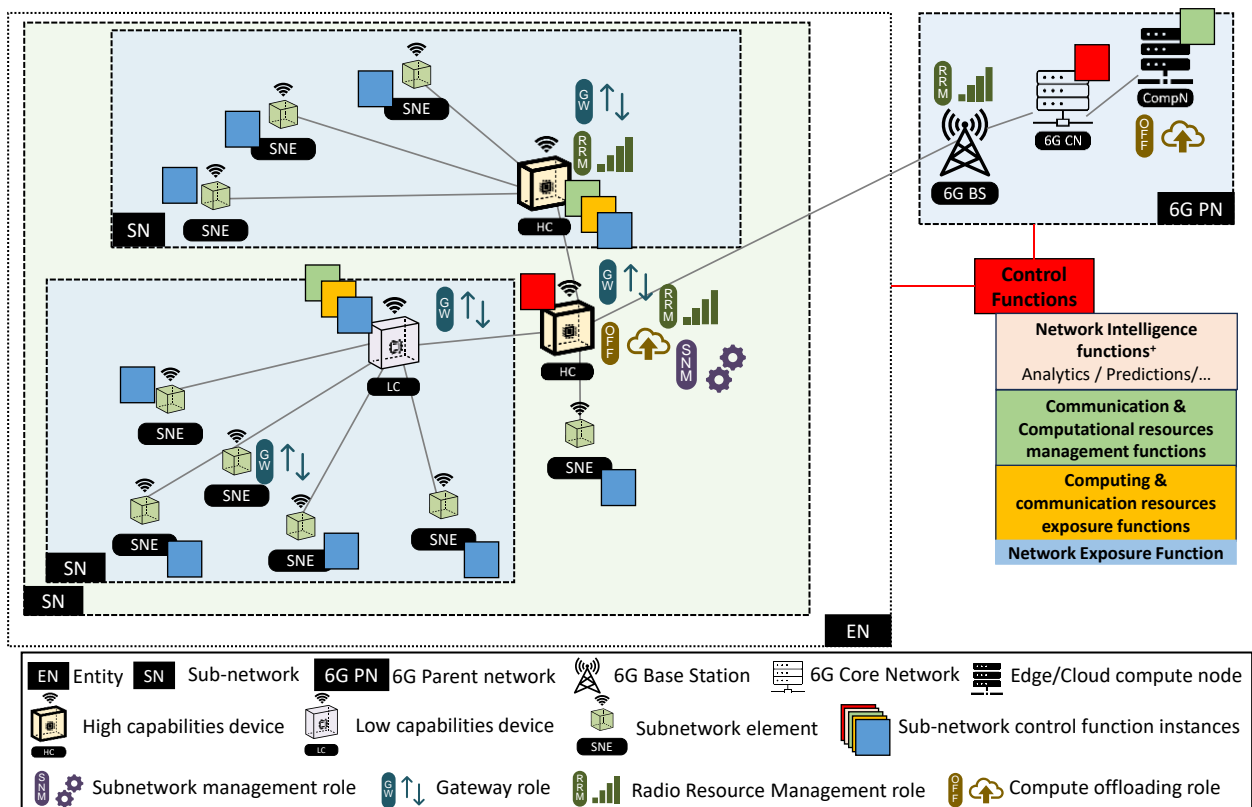 SNE
SNE
SNE
GW
RRM
HC
SN
RRM
6G BS
6G CN
CompN
OFF
6G PN
Control
Functions
Network Intelligence
functions⁺
Analytics / Predictions/...
Communication &
Computational resources
management functions
Computing &
communication resources
exposure functions
Network Exposure Function
GW
LC
GW
RRM
OFF
SNM
HC
SNE
SNE
SNE
GW
SNE
SNE
SNE
SN
SN
EN
EN Entity SN Sub-network 6G PN 6G Parent network 6G Base Station 6G Core Network Edge/Cloud compute node
HC High capabilities device LC Low capabilities device SNE Subnetwork element Sub-network control function instances
SNM Subnetwork management role GW Gateway role RRM Radio Resource Management role OFF Compute offloading role